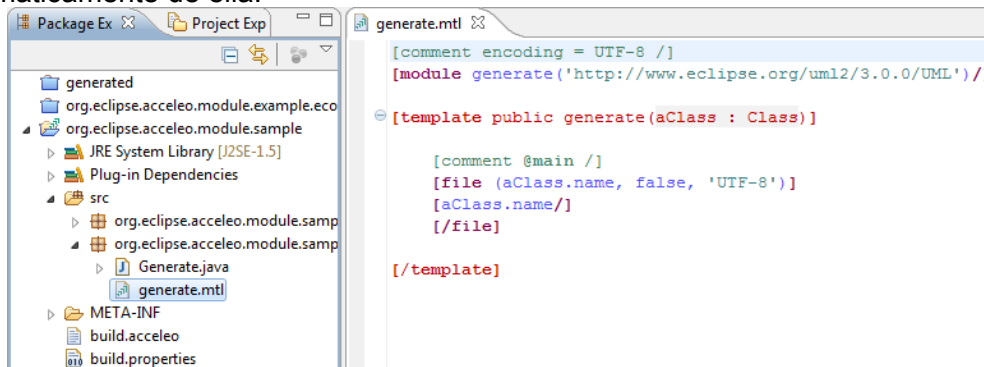 máticamente de ella.
Package Ex Project Exp
generated
org.eclipse.acceleo.module.example.eco
org.eclipse.acceleo.module.sample
JRE System Library [J2SE-1.5]
Plug-in Dependencies
src
org.eclipse.acceleo.module.samp
org.eclipse.acceleo.module.samp
Generate.java
generate.mtl
META-INF
build.acceleo
build.properties
generate.mtl
[comment encoding = UTF-8 /]
[module generate('http://www.eclipse.org/uml2/3.0.0/UML')/
[template public generate(aClass : Class)]
[comment @main /]
[file (aClass.name, false, 'UTF-8')]
[aClass.name/]
[/file]
[/template]